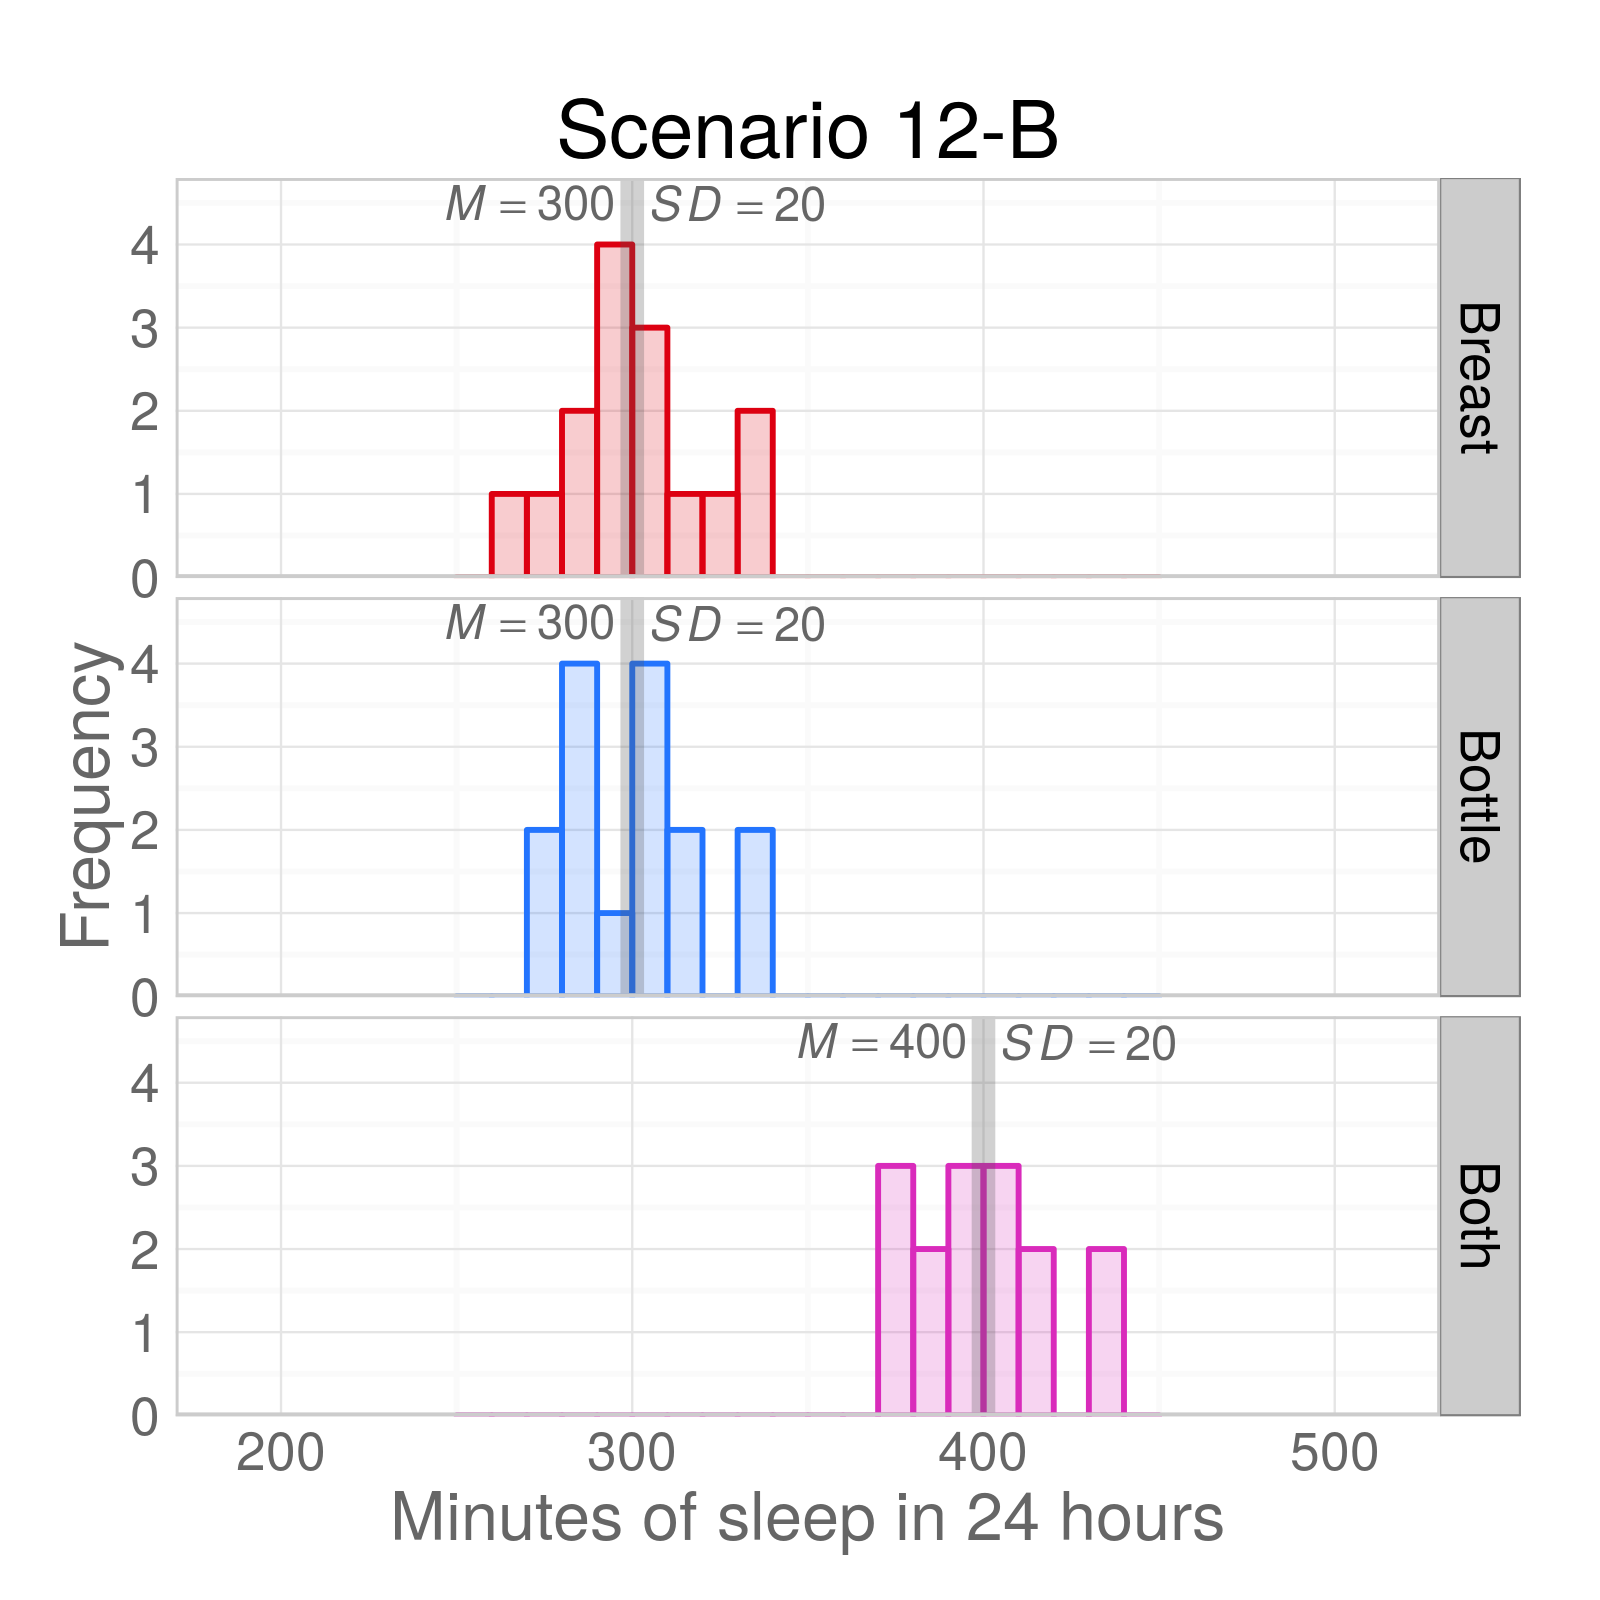 Scenario 12-B
M = 300 SD = 20
4
3
2
1
0
Breast
M = 300 SD = 20
4
3
2
1
0
Bottle
M = 400 SD = 20
4
3
2
1
0
Both
Frequency
200 300 400 500
Minutes of sleep in 24 hours